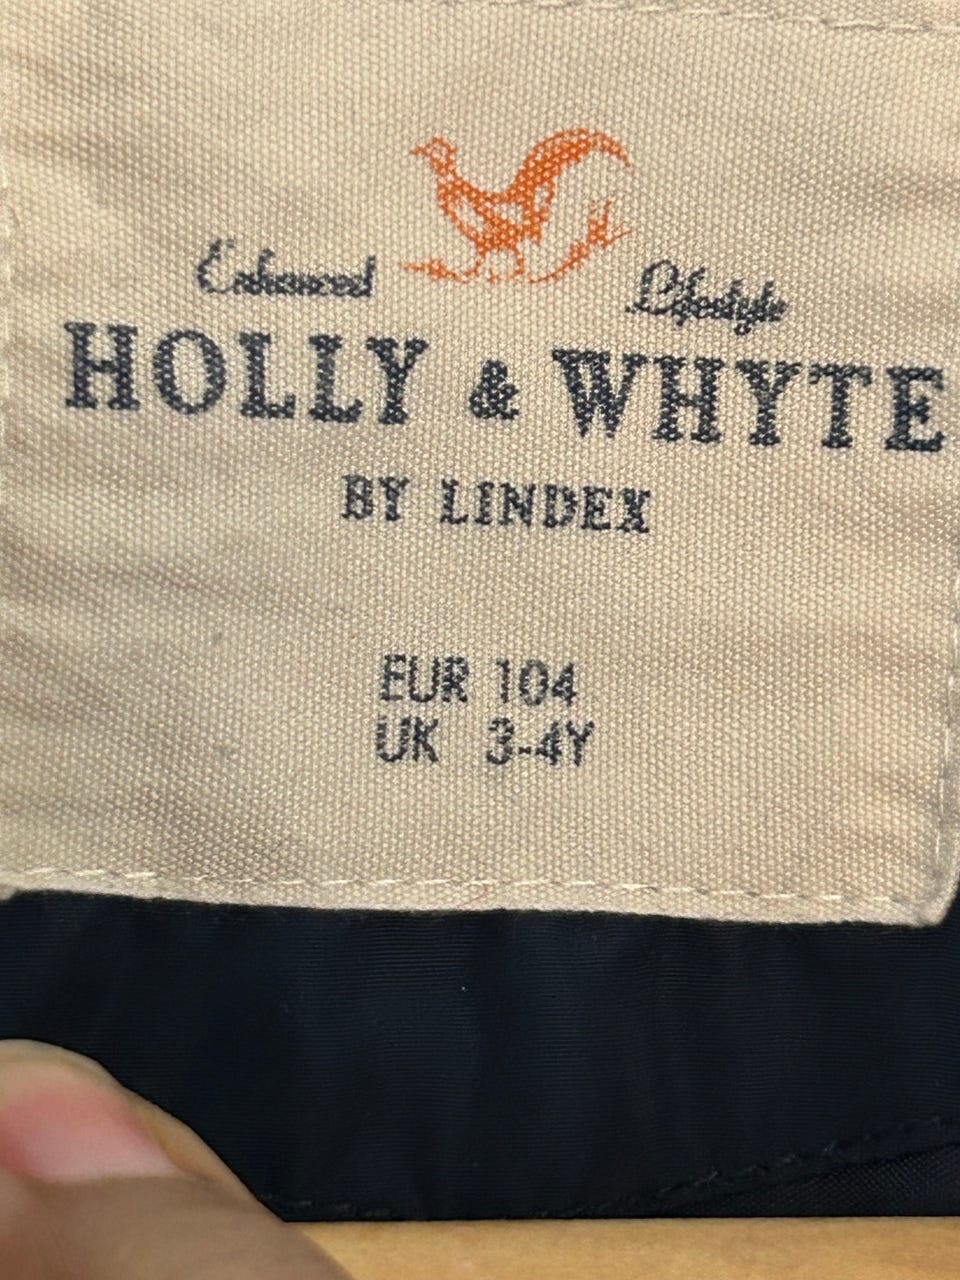 Enhanced Lifestyle
HOLLY & WHYTE
BY LINDEX
EUR 104
UK 3-4Y